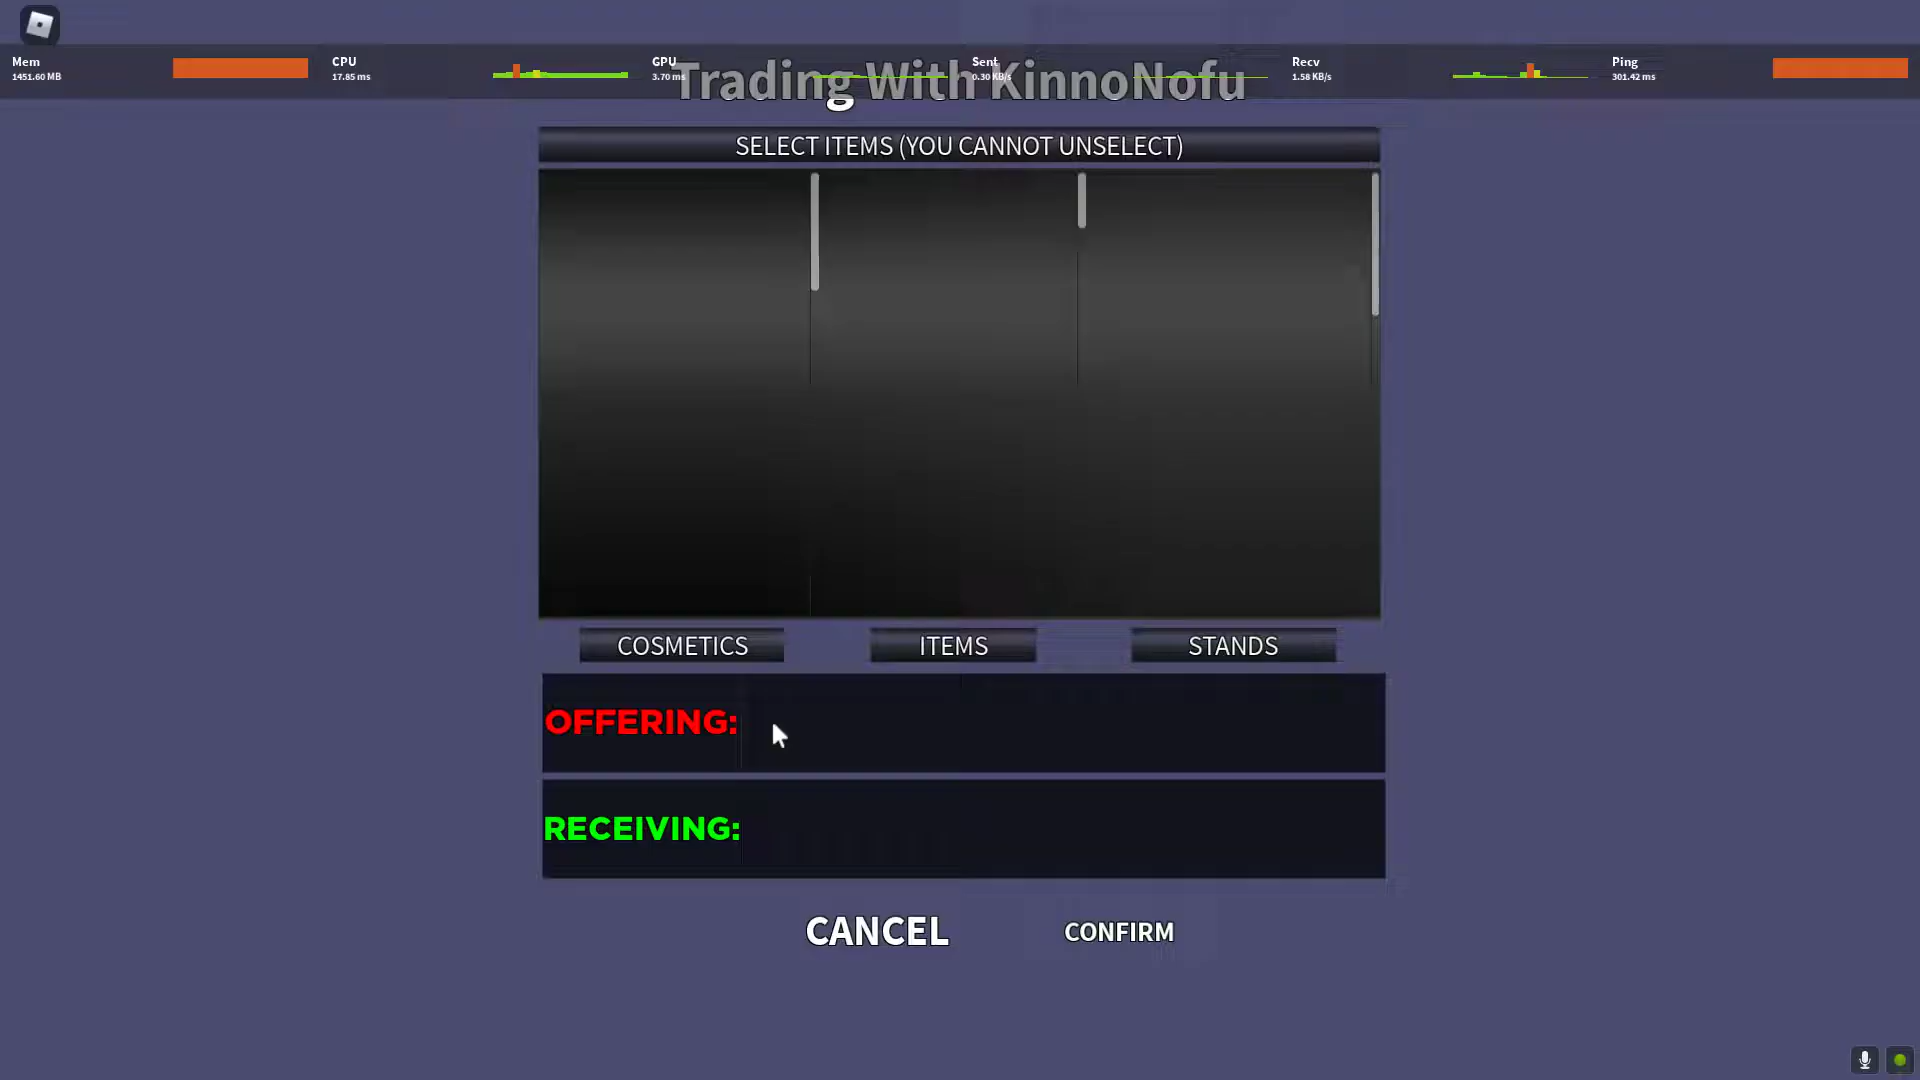 Mem
1451.60 MB
CPU
17.85 ms
GPU
3.70 ms
Sent
0.30 KB/s
Recv
1.58 KB/s
Ping
301.42 ms
Trading With KinnoNofu
SELECT ITEMS (YOU CANNOT UNSELECT)
COSMETICS
ITEMS
STANDS
OFFERING:
RECEIVING:
CANCEL
CONFIRM